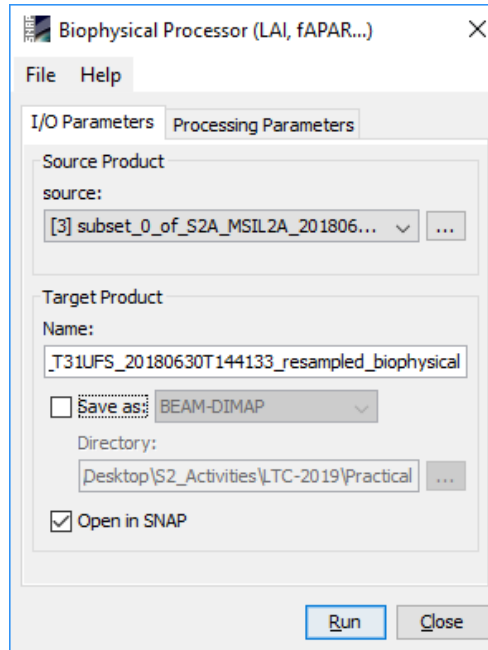 SNAP
Biophysical Processor (LAI, fAPAR...)
File Help
I/O Parameters Processing Parameters
Source Product
source:
[3] subset_0_of_S2A_MSIL2A_201806... ...
Target Product
Name:
_T31UFS_20180630T144133_resampled_biophysical
Save as: BEAM-DIMAP
Directory:
Desktop\S2_Activities\LTC-2019\Practical ...
Open in SNAP
Run Close